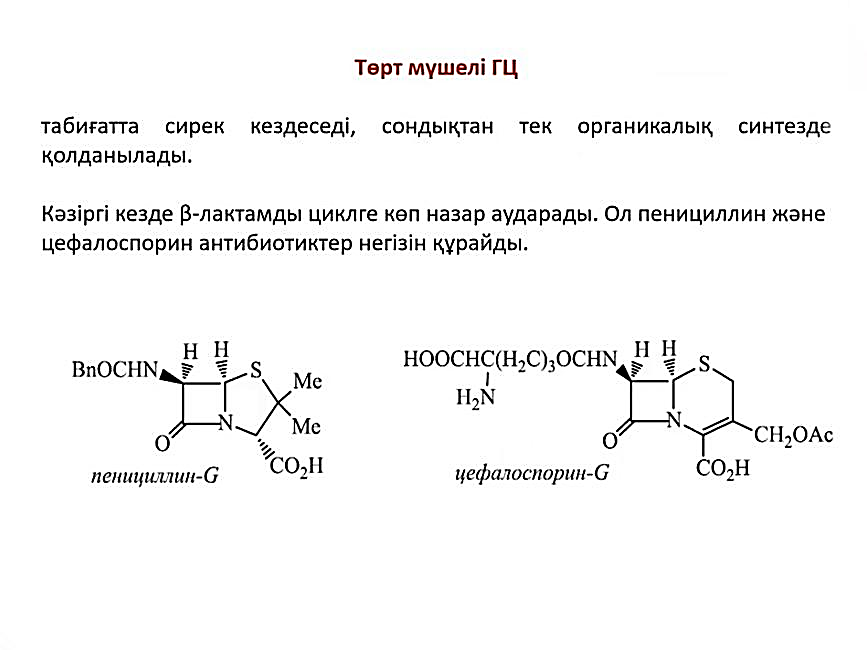 Төрт мүшелі ГЦ
табиғатта сирек кездеседі, сондықтан тек органикалық синтезде
қолданылады.
Кәзіргі кезде β-лактамды циклге көп назар аударады. Ол пенициллин және
цефалоспорин антибиотиктер негізін құрайды.
BnOCHN H H S Me Me N O CO₂H
пенициллин-G
HOOCHC(H₂C)₃OCHN H₂N H H S N O CH₂OAc CO₂H
цефалоспорин-G